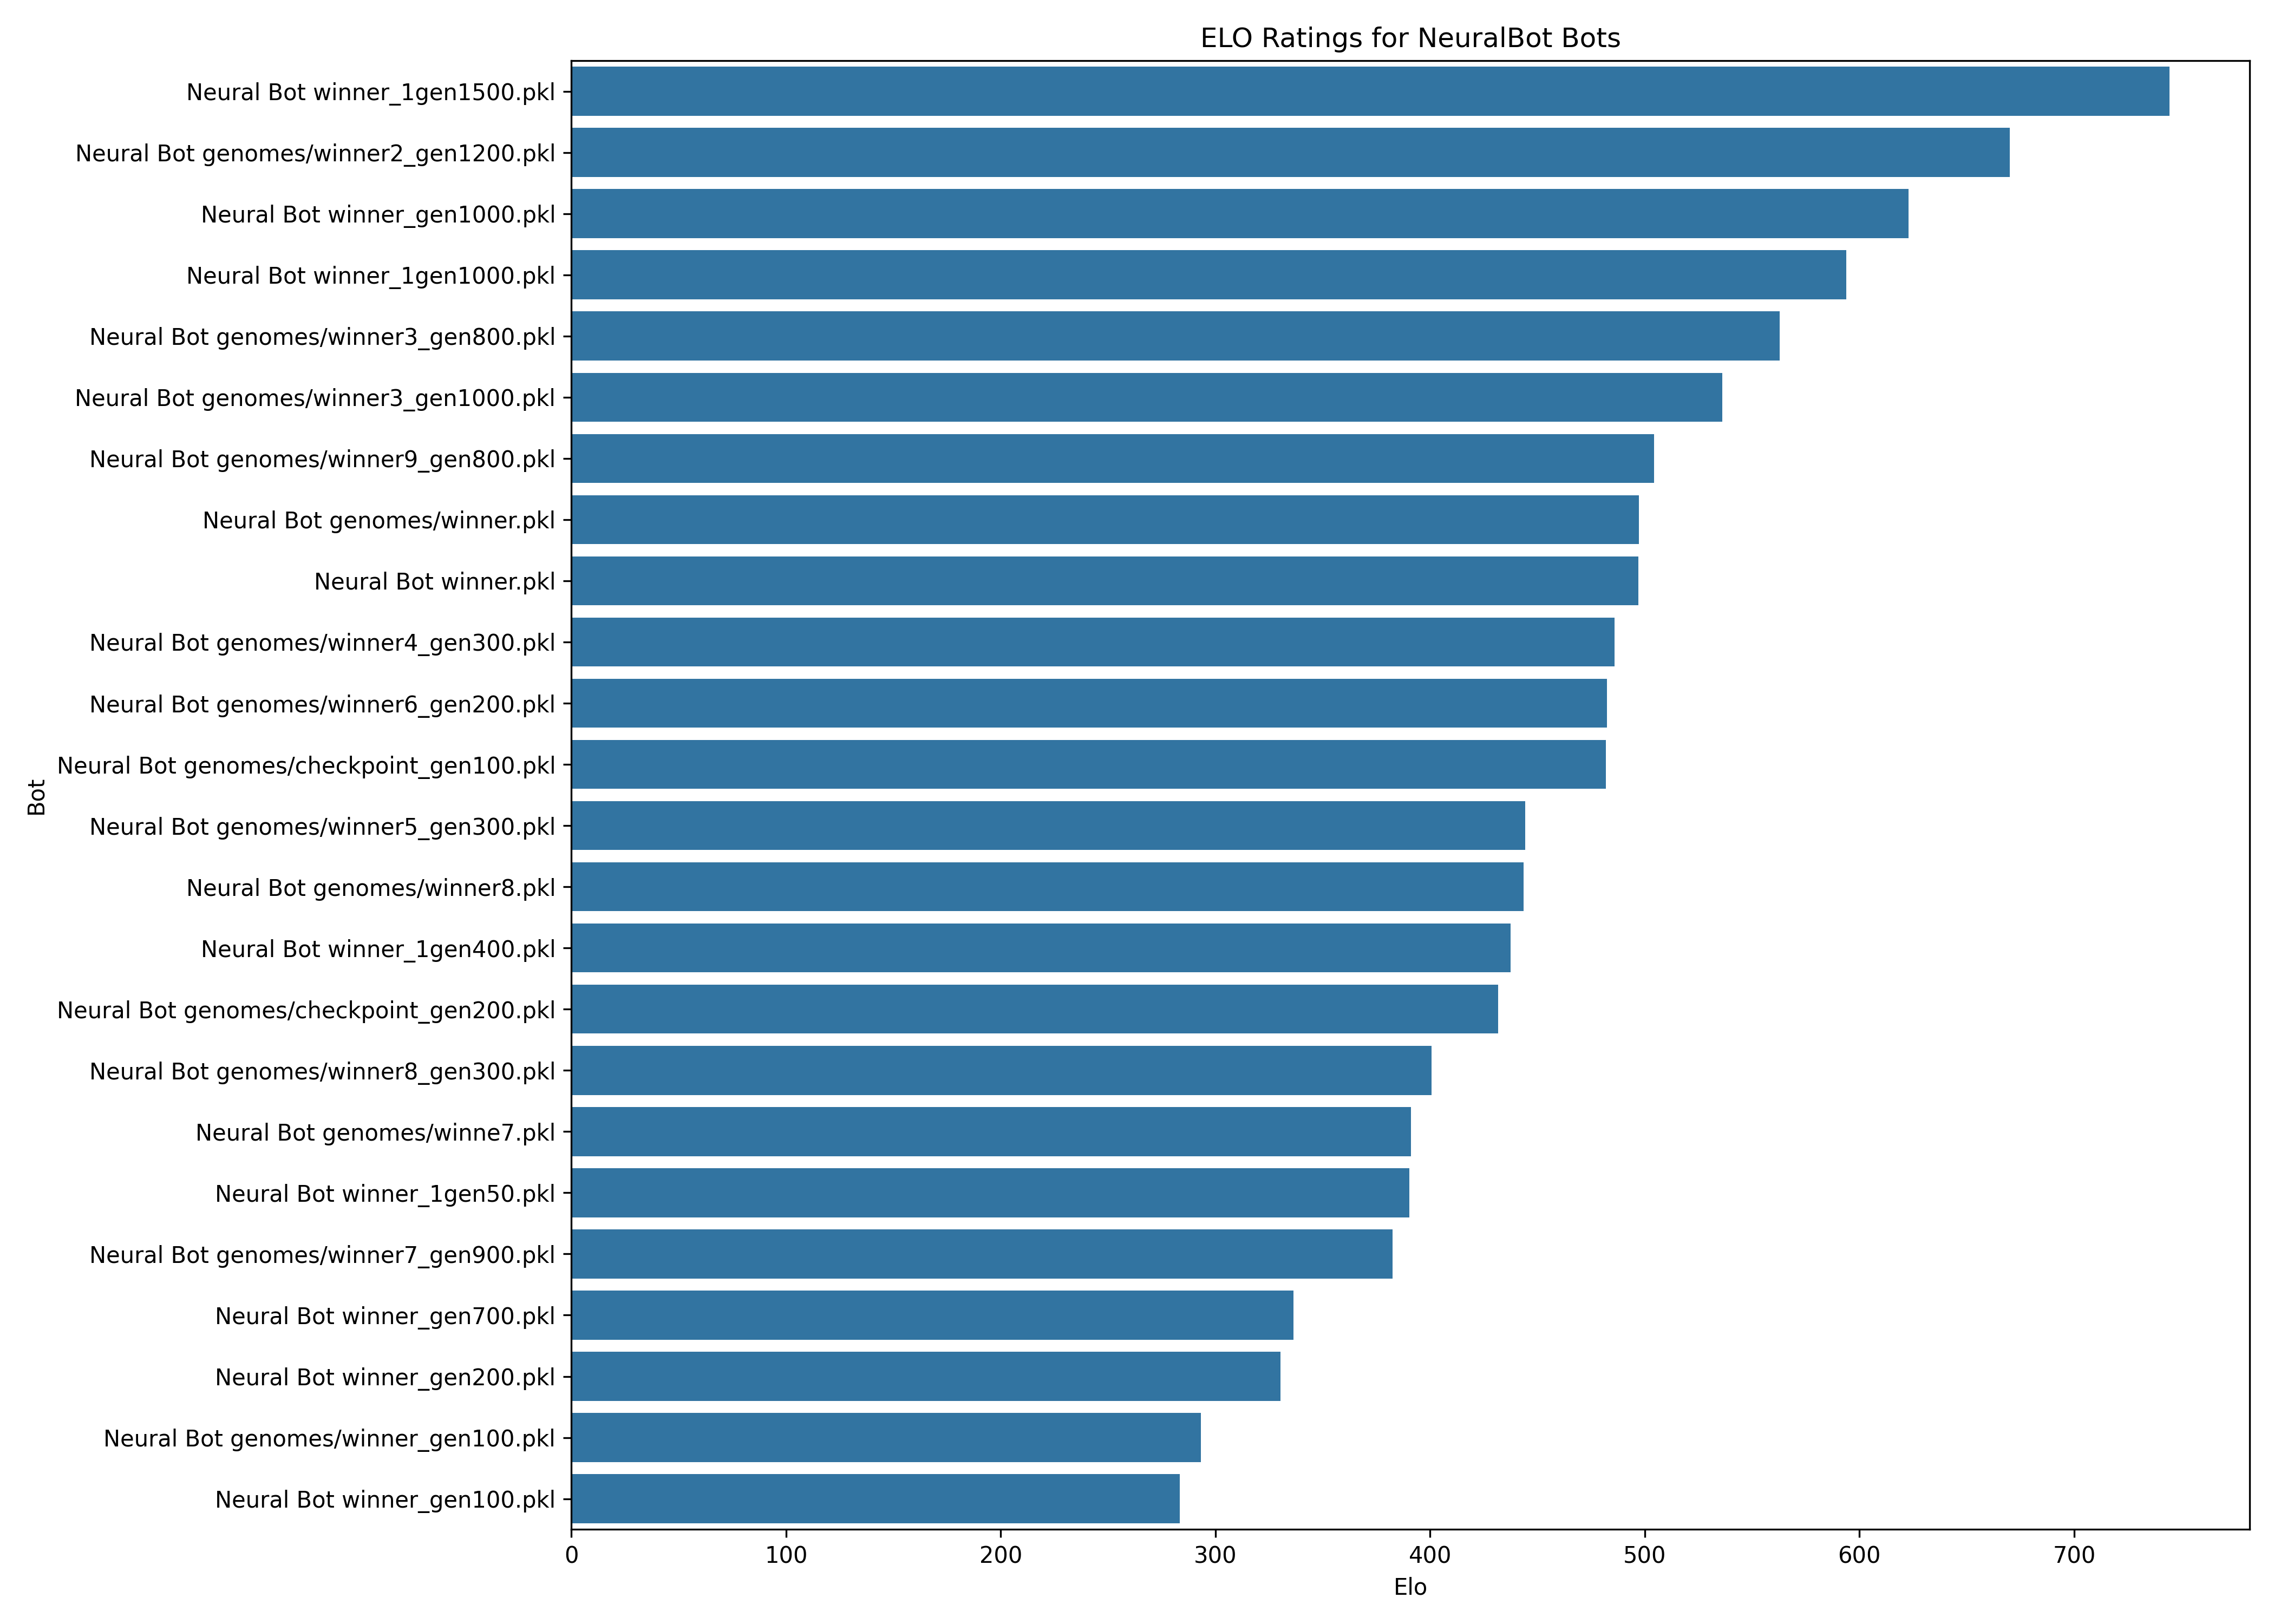 ELO Ratings for NeuralBot Bots
Neural Bot winner_1gen1500.pkl
Neural Bot genomes/winner2_gen1200.pkl
Neural Bot winner_gen1000.pkl
Neural Bot winner_1gen1000.pkl
Neural Bot genomes/winner3_gen800.pkl
Neural Bot genomes/winner3_gen1000.pkl
Neural Bot genomes/winner9_gen800.pkl
Neural Bot genomes/winner.pkl
Neural Bot winner.pkl
Neural Bot genomes/winner4_gen300.pkl
Neural Bot genomes/winner6_gen200.pkl
Neural Bot genomes/checkpoint_gen100.pkl
Bot
Neural Bot genomes/winner5_gen300.pkl
Neural Bot genomes/winner8.pkl
Neural Bot winner_1gen400.pkl
Neural Bot genomes/checkpoint_gen200.pkl
Neural Bot genomes/winner8_gen300.pkl
Neural Bot genomes/winne7.pkl
Neural Bot winner_1gen50.pkl
Neural Bot genomes/winner7_gen900.pkl
Neural Bot winner_gen700.pkl
Neural Bot winner_gen200.pkl
Neural Bot genomes/winner_gen100.pkl
Neural Bot winner_gen100.pkl
0 100 200 300 400 500 600 700
Elo